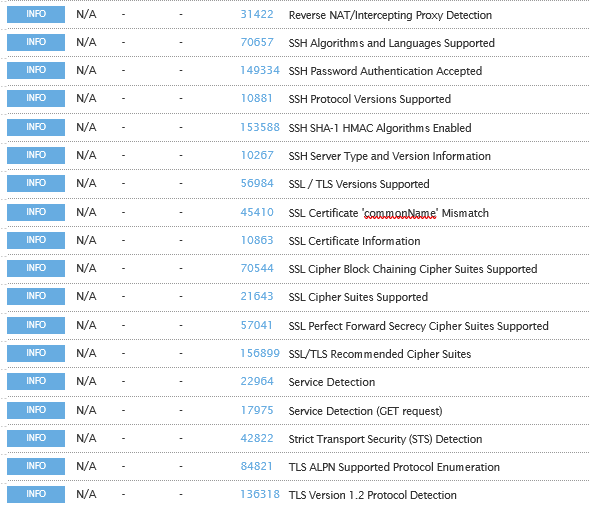 INFO N/A - - 31422 Reverse NAT/Intercepting Proxy Detection
INFO N/A - - 70657 SSH Algorithms and Languages Supported
INFO N/A - - 149334 SSH Password Authentication Accepted
INFO N/A - - 10881 SSH Protocol Versions Supported
INFO N/A - - 153588 SSH SHA-1 HMAC Algorithms Enabled
INFO N/A - - 10267 SSH Server Type and Version Information
INFO N/A - - 56984 SSL / TLS Versions Supported
INFO N/A - - 45410 SSL Certificate 'commonName' Mismatch
INFO N/A - - 10863 SSL Certificate Information
INFO N/A - - 70544 SSL Cipher Block Chaining Cipher Suites Supported
INFO N/A - - 21643 SSL Cipher Suites Supported
INFO N/A - - 57041 SSL Perfect Forward Secrecy Cipher Suites Supported
INFO N/A - - 156899 SSL/TLS Recommended Cipher Suites
INFO N/A - - 22964 Service Detection
INFO N/A - - 17975 Service Detection (GET request)
INFO N/A - - 42822 Strict Transport Security (STS) Detection
INFO N/A - - 84821 TLS ALPN Supported Protocol Enumeration
INFO N/A - - 136318 TLS Version 1.2 Protocol Detection